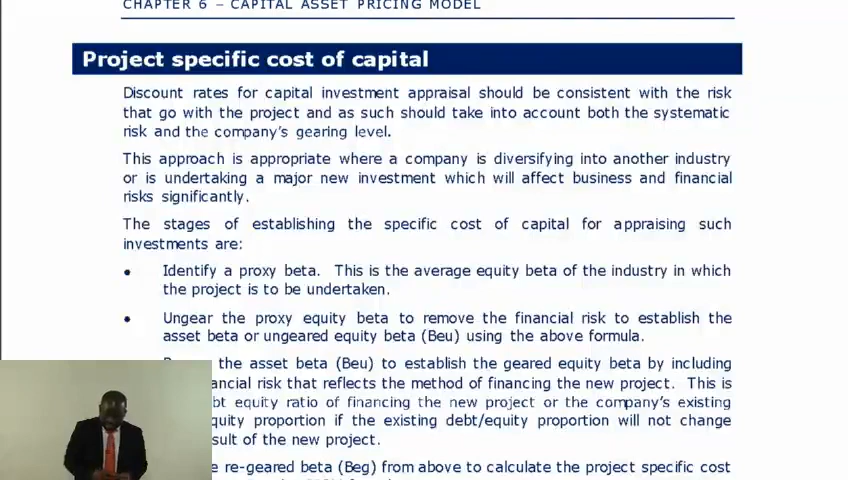 CHAPTER 6 – CAPITAL ASSET PRICING MODEL
Project specific cost of capital
Discount rates for capital investment appraisal should be consistent with the risk
that go with the project and as such should take into account both the systematic
risk and the company's gearing level.
This approach is appropriate where a company is diversifying into another industry
or is undertaking a major new investment which will affect business and financial
risks significantly.
The stages of establishing the specific cost of capital for appraising such
investments are:
• Identify a proxy beta. This is the average equity beta of the industry in which
the project is to be undertaken.
• Ungear the proxy equity beta to remove the financial risk to establish the
asset beta or ungeared equity beta (Beu) using the above formula.
the asset beta (Beu) to establish the geared equity beta by including
risk that reflects the method of financing the new project. This is
equity ratio of financing the new project or the company's existing
proportion if the existing debt/equity proportion will not change
of the new project.
re-geared beta (Beg) from above to calculate the project specific cost